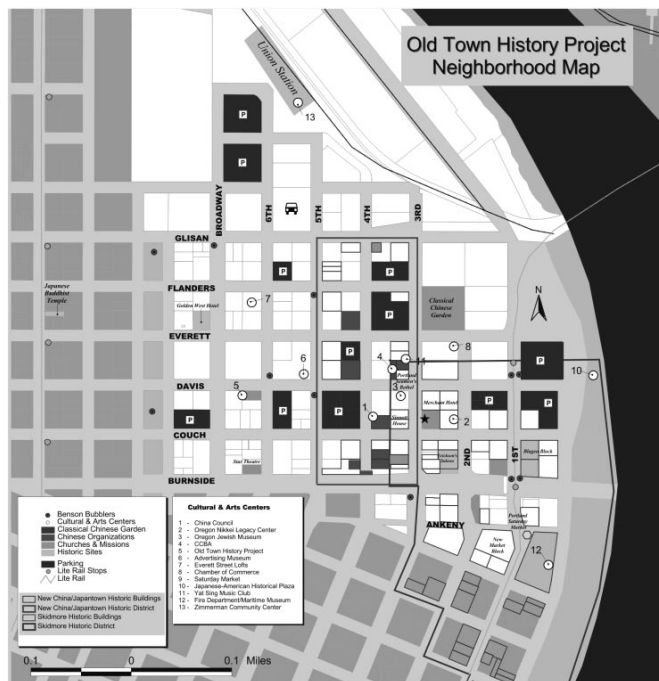 Old Town History Project
Neighborhood Map
Union Station
13
P
P
BROADWAY
6TH
5TH
4TH
3RD
GLISAN
P
P
FLANDERS
Japanese
Buddhist
Temple
Golden West Hotel
7
P
Classical
Chinese
Garden
N
EVERETT
6
P
4
11
8
P
10
Portland
Seamen's
Bethel
DAVIS
5
3
Merchant Hotel
P
P
P
P
P
1
House
2
COUCH
Star Theater
2ND
1ST
Blagen Block
BURNSIDE
ANKENY
Portland
Saturday
Market
New
Market
Block
12
Benson Bubblers
Cultural & Arts Centers
Classical Chinese Garden
Chinese Organizations
Churches & Missions
Historic Sites
Parking
Lite Rail Stops
Lite Rail
New China/Japantown Historic Buildings
New China/Japantown Historic District
Skidmore Historic Buildings
Skidmore Historic District
Cultural & Arts Centers
1 - China Council
2 - Oregon Nikkei Legacy Center
3 - Oregon Jewish Museum
4 - CCBA
5 - Old Town History Project
6 - Advertising Museum
7 - Everett Street Lofts
8 - Chamber of Commerce
9 - Saturday Market
10 - Japanese-American Historical Plaza
11 - Yat Sing Music Club
12 - Fire Department/Maritime Museum
13 - Zimmerman Community Center
0.1 0 0.1 Miles